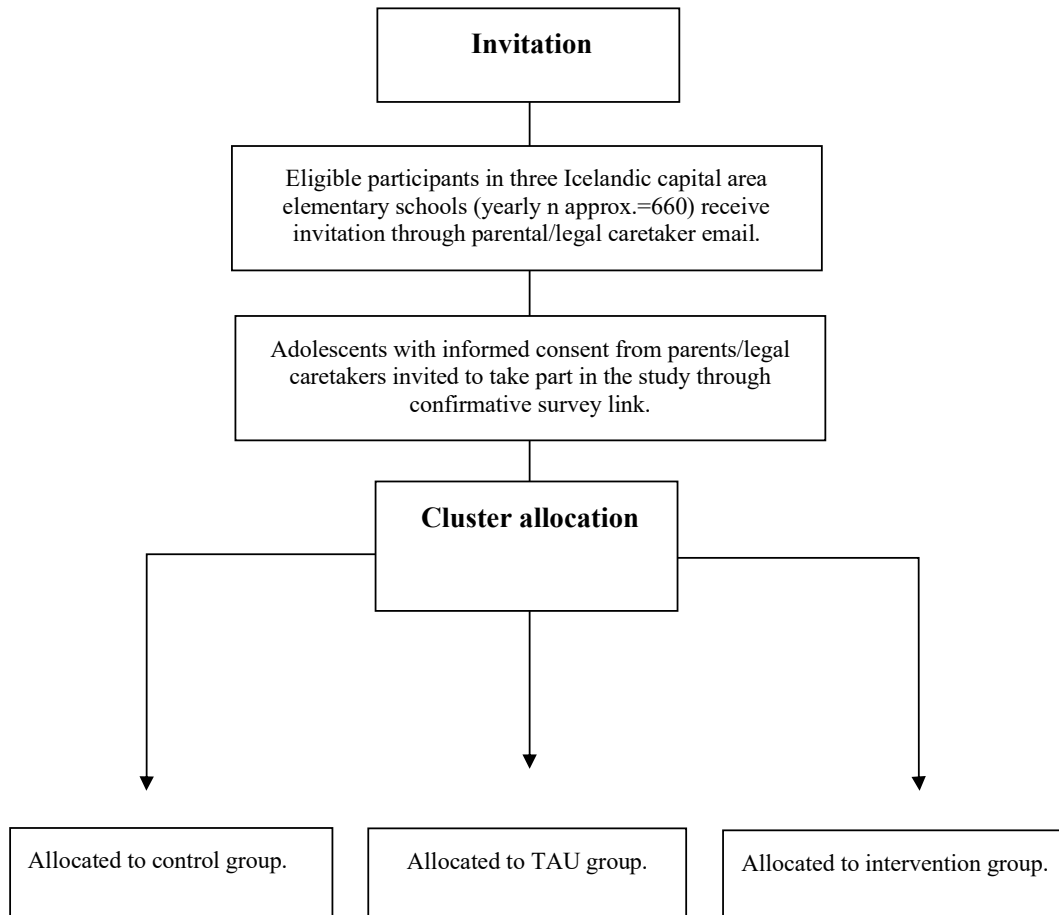 Invitation
Eligible participants in three Icelandic capital area
elementary schools (yearly n approx.=660) receive
invitation through parental/legal caretaker email.
Adolescents with informed consent from parents/legal
caretakers invited to take part in the study through
confirmative survey link.
Cluster allocation
Allocated to control group.
Allocated to TAU group.
Allocated to intervention group.